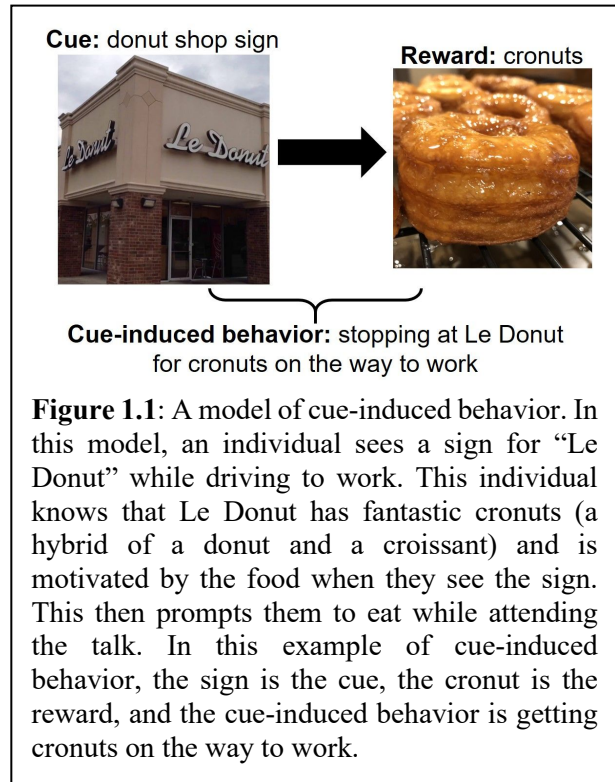 Cue: donut shop sign
Reward: cronuts
Le Donut
Le Donut
Cue-induced behavior: stopping at Le Donut
for cronuts on the way to work
Figure 1.1: A model of cue-induced behavior. In
this model, an individual sees a sign for “Le
Donut” while driving to work. This individual
knows that Le Donut has fantastic cronuts (a
hybrid of a donut and a croissant) and is
motivated by the food when they see the sign.
This then prompts them to eat while attending
the talk. In this example of cue-induced
behavior, the sign is the cue, the cronut is the
reward, and the cue-induced behavior is getting
cronuts on the way to work.